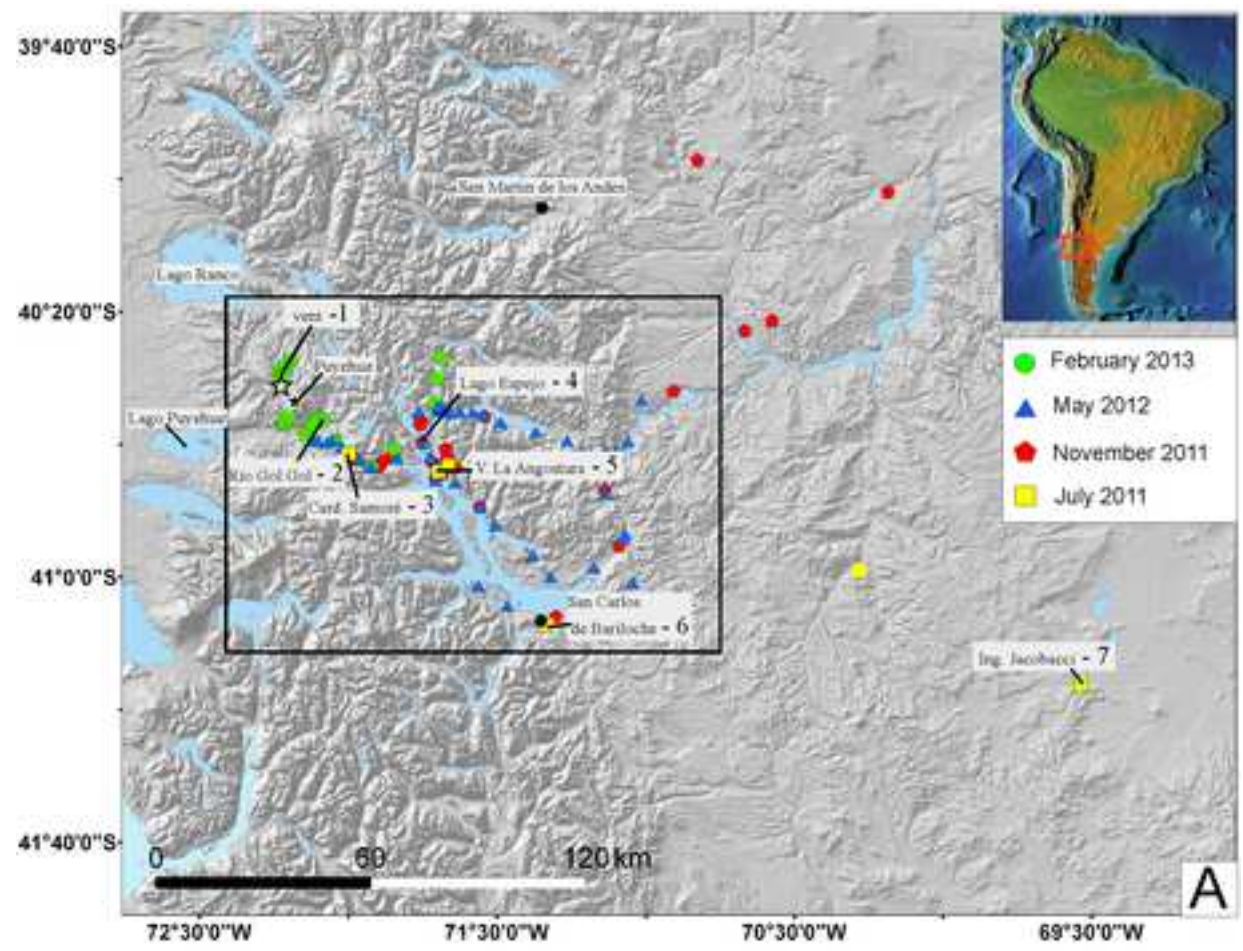 39°40'0"S
San Martin de los Andes
Lago Ranco
40°20'0"S
vent -1
Puyehue
Lago Espejo - 4
Lago Puyehue
Rio Gol Gol - 2
V. La Angostura - 5
Card. Samoré - 3
41°0'0"S
San Carlos
de Bariloche - 6
Ing. Jacobacci - 7
February 2013
May 2012
November 2011
July 2011
41°40'0"S
0
60
120 km
A
72°30'0"W
71°30'0"W
70°30'0"W
69°30'0"W